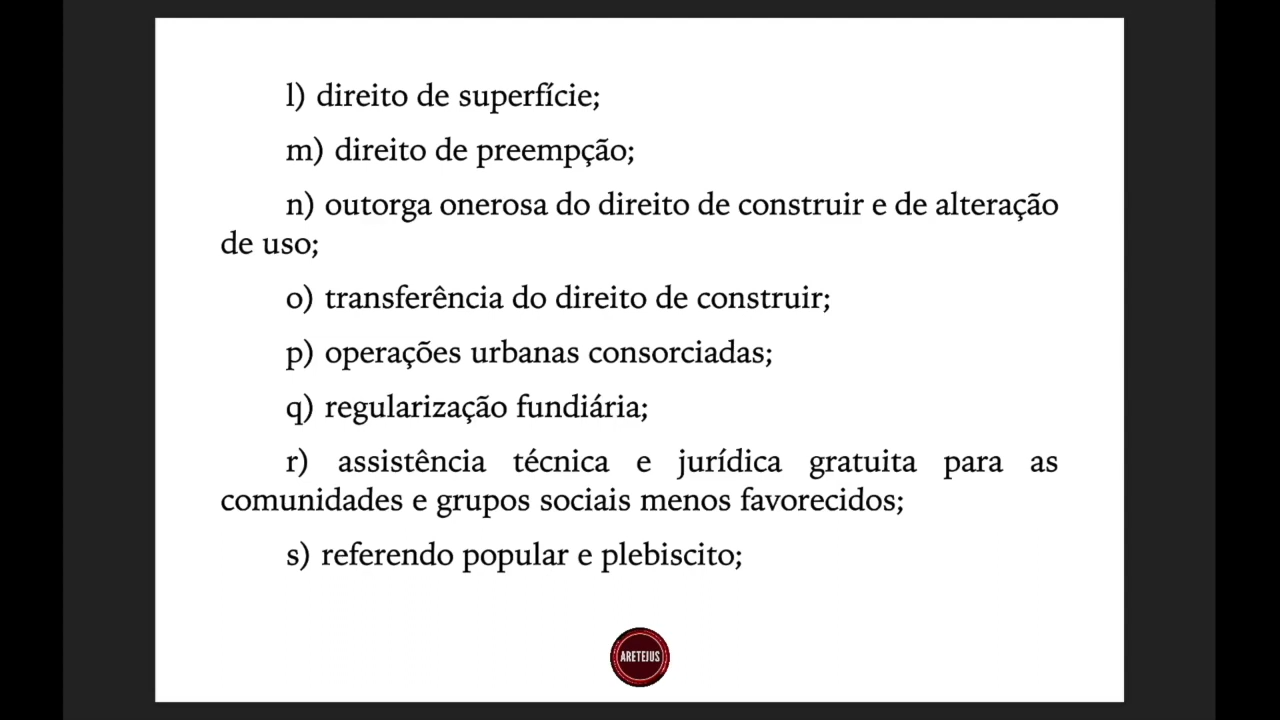 l) direito de superfície;
m) direito de preempção;
n) outorga onerosa do direito de construir e de alteração
de uso;
o) transferência do direito de construir;
p) operações urbanas consorciadas;
q) regularização fundiária;
r) assistência técnica e jurídica gratuita para as
comunidades e grupos sociais menos favorecidos;
s) referendo popular e plebiscito;
ARETEJUS